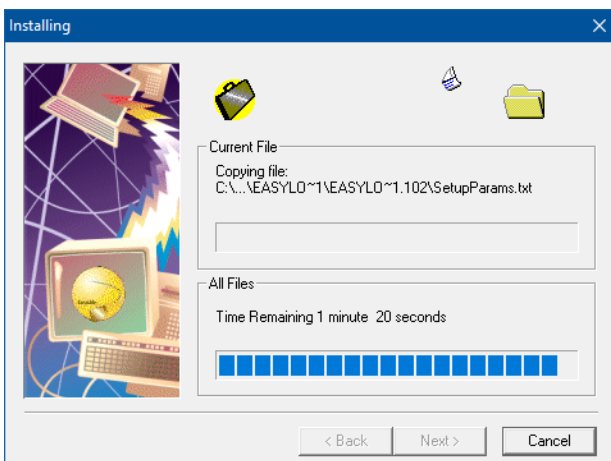 Installing
Current File
Copying file:
C:\...\EASYLO~1\EASYLO~1.102\SetupParams.txt
All Files
Time Remaining 1 minute 20 seconds
< Back
Next >
Cancel